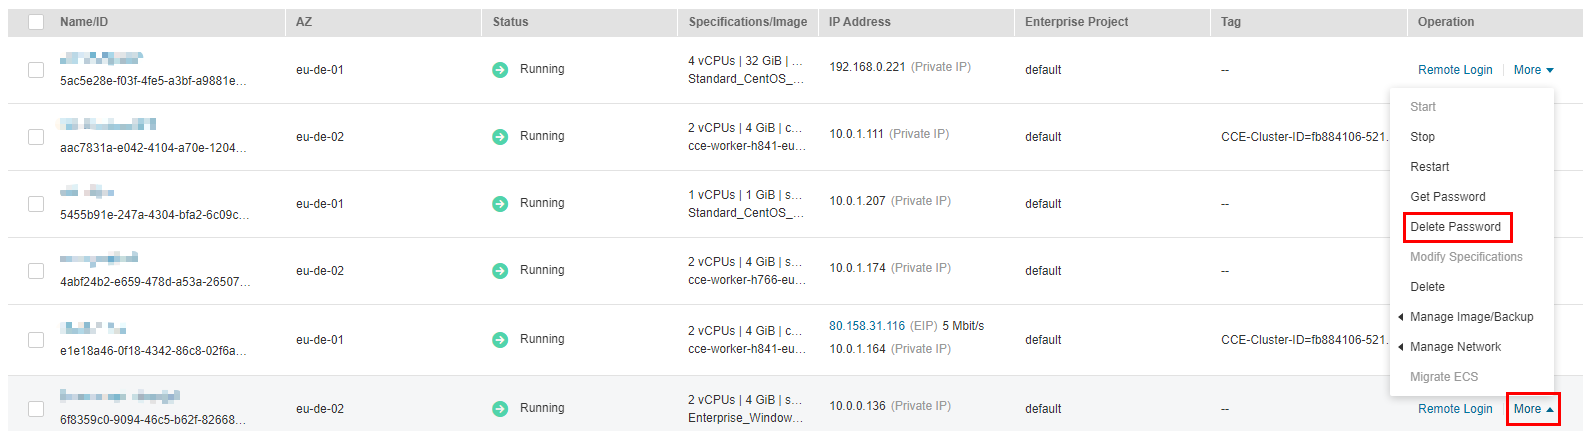 Name/ID AZ Status Specifications/Image IP Address Enterprise Project Tag Operation
5ac5e28e-f03f-4fe5-a3bf-a9881e... eu-de-01 Running 4 vCPUs | 32 GiB | ... 192.168.0.221 (Private IP) default -- Remote Login More
Standard_CentOS_...
Start
aac7831a-e042-4104-a70e-1204... eu-de-02 Running 2 vCPUs | 4 GiB | c... 10.0.1.111 (Private IP) default CCE-Cluster-ID=fb884106-521. Stop
cce-worker-h841-eu...
Restart
5455b91e-247a-4304-bfa2-6c09c... eu-de-01 Running 1 vCPUs | 1 GiB | s... 10.0.1.207 (Private IP) default -- Get Password
Standard_CentOS_...
Delete Password
4abf24b2-e659-478d-a53a-26507... eu-de-02 Running 2 vCPUs | 4 GiB | s... 10.0.1.174 (Private IP) default -- Modify Specifications
cce-worker-h766-eu...
Delete
Manage Image/Backup
e1e18a46-0f18-4342-86c8-02f6a... eu-de-01 Running 2 vCPUs | 4 GiB | c... 80.158.31.116 (EIP) 5 Mbit/s default CCE-Cluster-ID=fb884106-521.
cce-worker-h841-eu... 10.0.1.164 (Private IP) Manage Network
Migrate ECS
6f8359c0-9094-46c5-b62f-82668... eu-de-02 Running 2 vCPUs | 4 GiB | s... 10.0.0.136 (Private IP) default -- Remote Login More
Enterprise_Window...